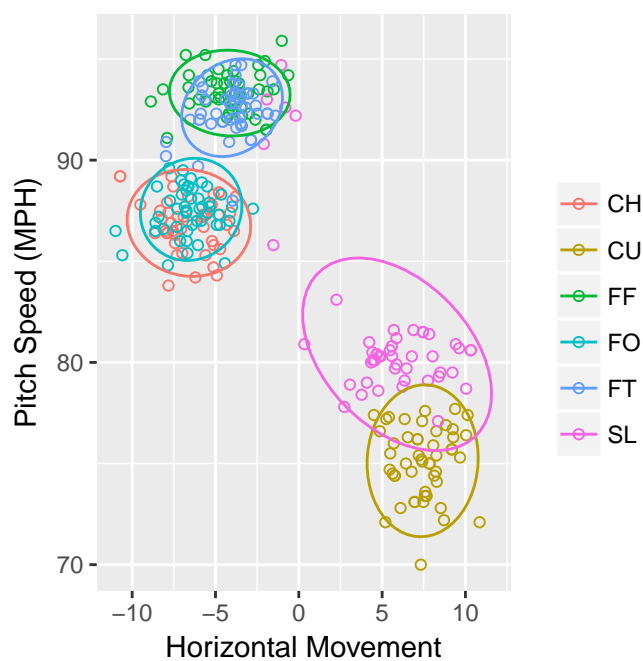 90
80
70
−10
−5
0
5
10
Pitch Speed (MPH)
Horizontal Movement
CH
CU
FF
FO
FT
SL